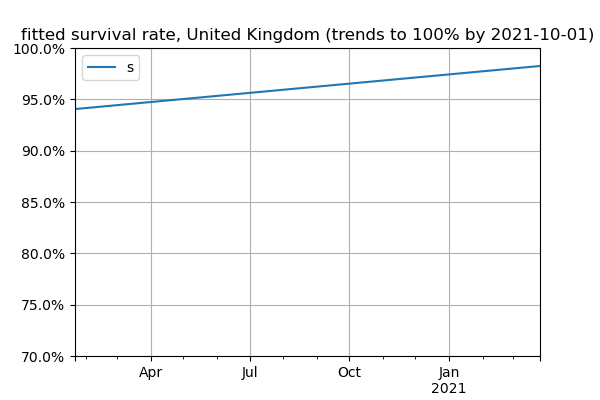 fitted survival rate, United Kingdom (trends to 100% by 2021-10-01)
100.0%
s
95.0%
90.0%
85.0%
80.0%
75.0%
70.0%
Apr Jul Oct Jan
2021